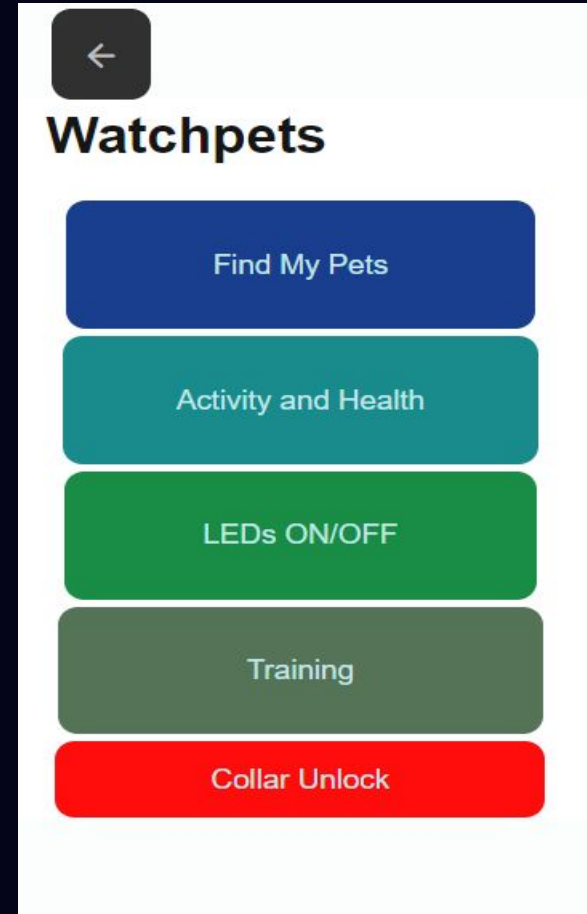 Watchpets
Find My Pets
Activity and Health
LEDs ON/OFF
Training
Collar Unlock